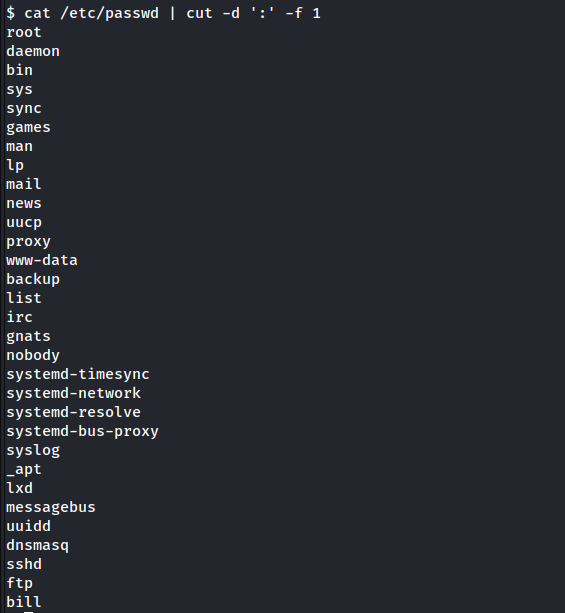 $ cat /etc/passwd | cut -d ':' -f 1
root
daemon
bin
sys
sync
games
man
lp
mail
news
uucp
proxy
www-data
backup
list
irc
gnats
nobody
systemd-timesync
systemd-network
systemd-resolve
systemd-bus-proxy
syslog
_apt
lxd
messagebus
uuidd
dnsmasq
sshd
ftp
bill